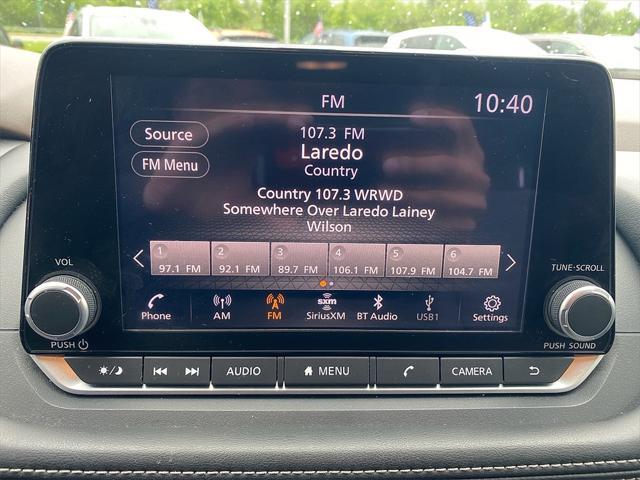 FM
10:40
Source
107.3 FM
Laredo
FM Menu
Country
Country 107.3 WRWD
Somewhere Over Laredo Lainey
Wilson
1 2 3 4 5 6
97.1 FM 92.1 FM 89.7 FM 106.1 FM 107.9 FM 104.7 FM
VOL
TUNE·SCROLL
Phone AM FM SiriusXM BT Audio USB1 Settings
sxm
PUSH
PUSH SOUND
AUDIO MENU CAMERA